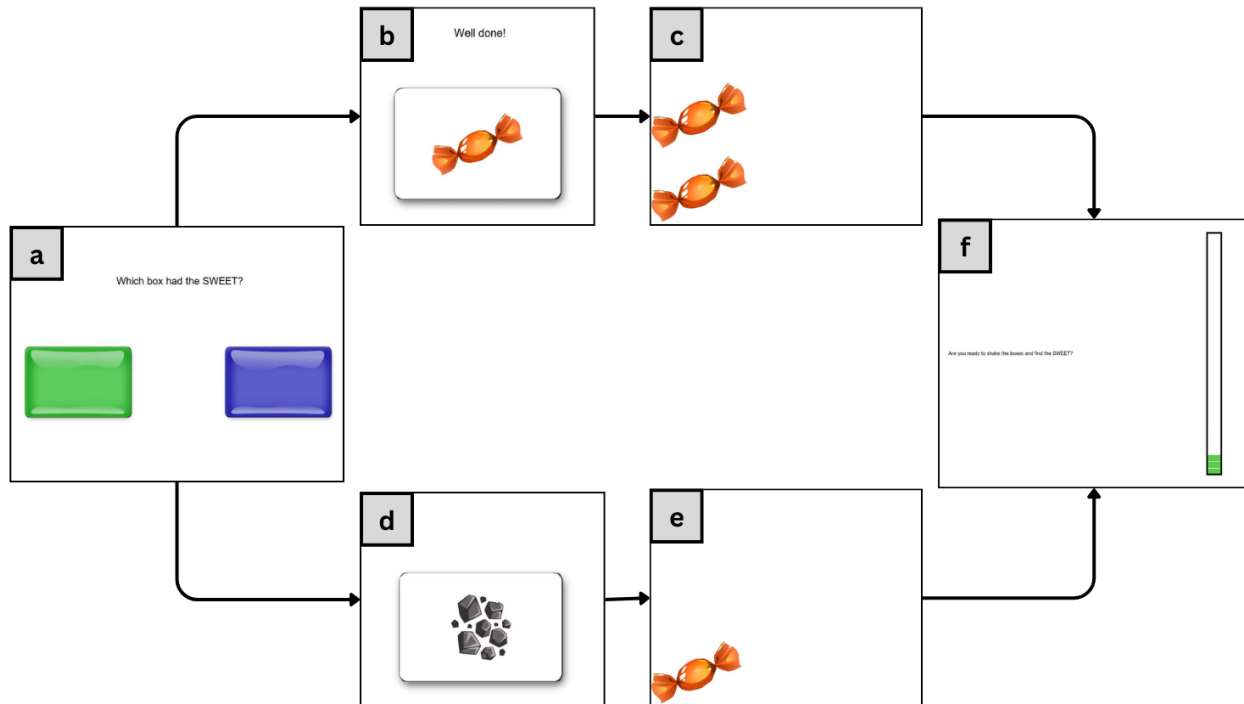 a
Which box had the SWEET?
b
Well done!
c
d
e
f
Are you ready to shake the boxes and find the SWEET?